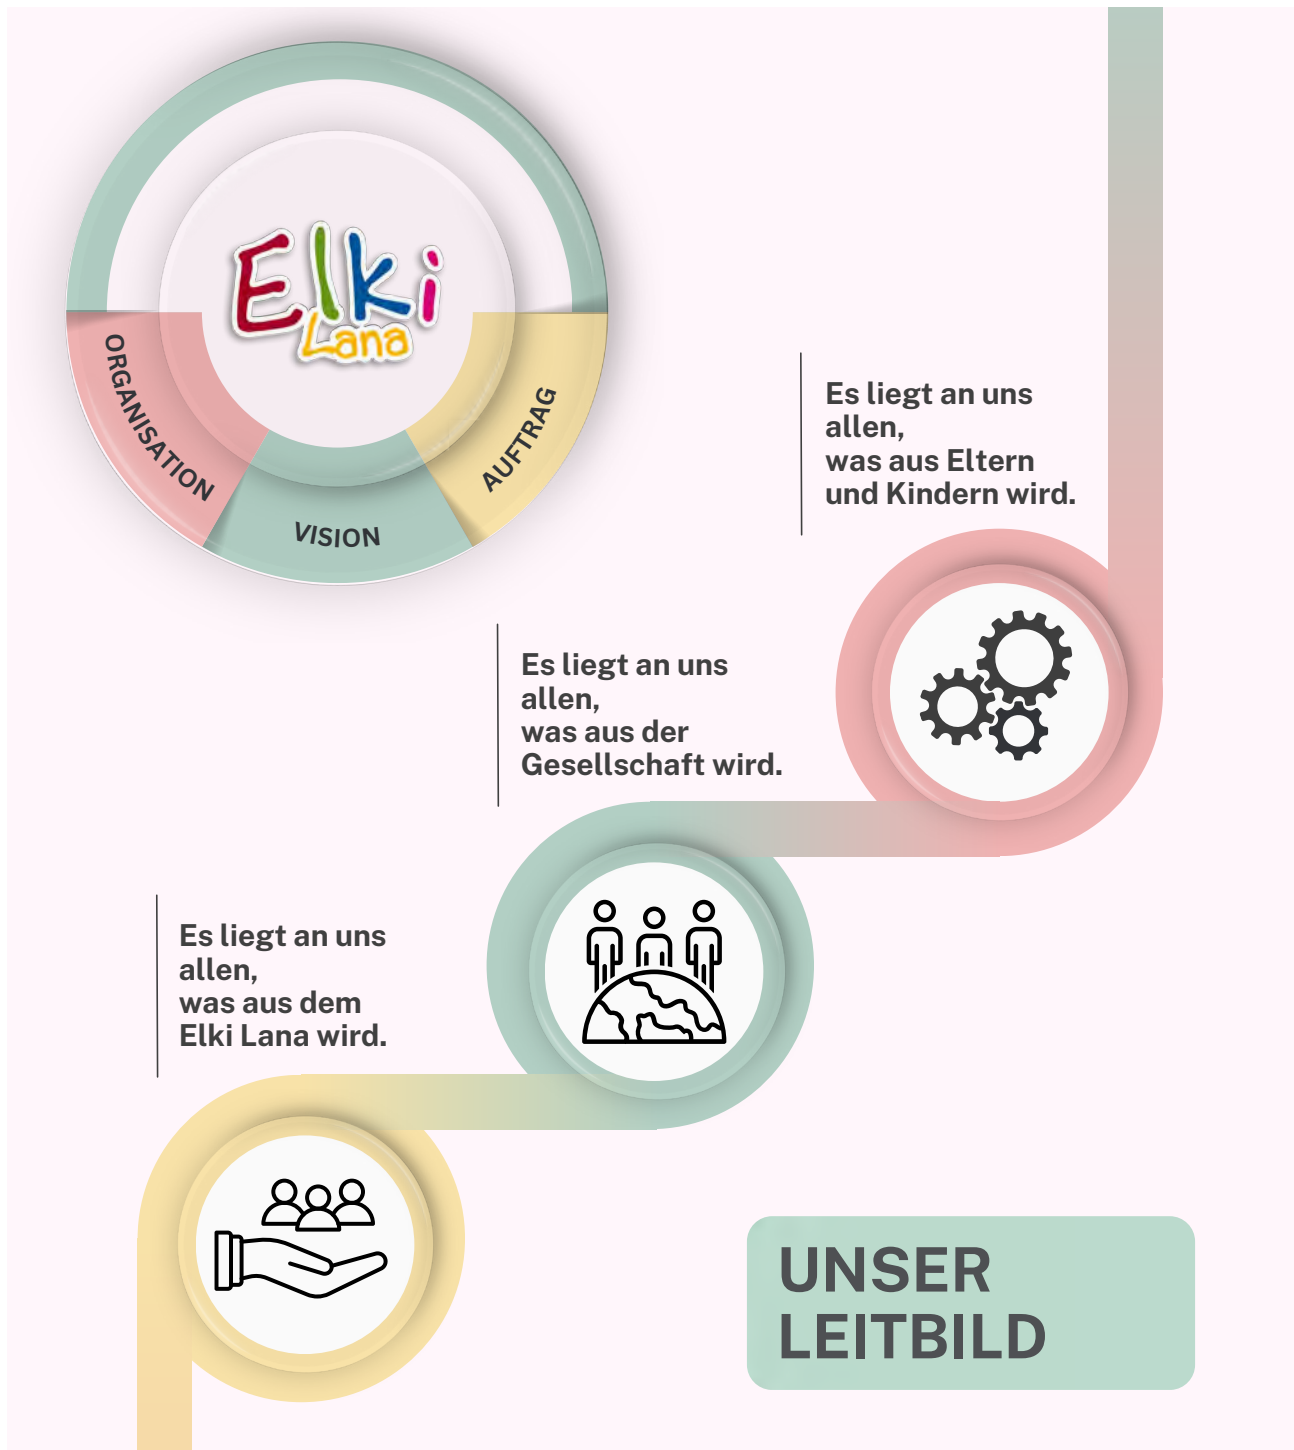 Elki
Lana
ORGANISATION
VISION
AUFTRAG
Es liegt an uns
allen,
was aus Eltern
und Kindern wird.
Es liegt an uns
allen,
was aus der
Gesellschaft wird.
Es liegt an uns
allen,
was aus dem
Elki Lana wird.
UNSER
LEITBILD